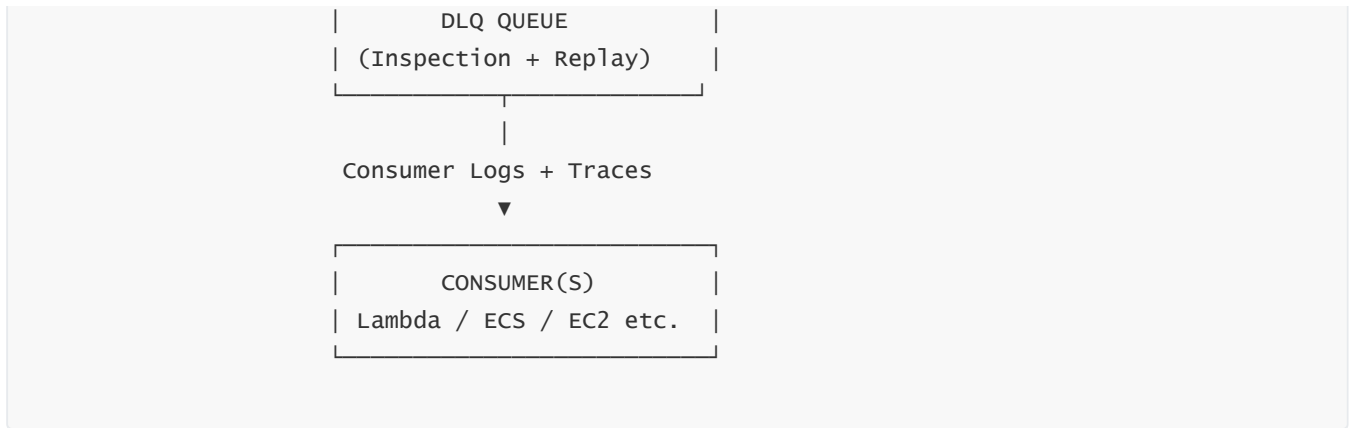 DLQ QUEUE
(Inspection + Replay)
Consumer Logs + Traces
CONSUMER(S)
Lambda / ECS / EC2 etc.